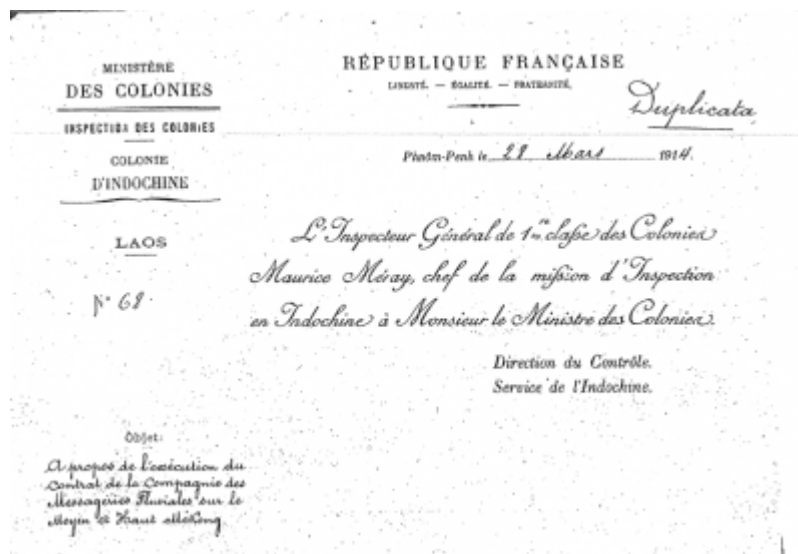 MINISTÈRE
DES COLONIES
INSPECTION DES COLONIES
COLONIE
D'INDOCHINE
LAOS
N° 68
RÉPUBLIQUE FRANÇAISE
LIBERTÉ. — ÉGALITÉ. — FRATERNITÉ.
Duplicata
Phnôm-Penh le 28 Mars 1914.
L'Inspecteur Général de 1re classe des Colonies
Maurice Méray, chef de la mission d'Inspection
en Indochine à Monsieur le Ministre des Colonies.
Direction du Contrôle.
Service de l'Indochine.
Objet:
A propos de l'exécution du
Contrat de la Compagnie des
Messageries Fluviales sur le
Moyen et Haut Mékong